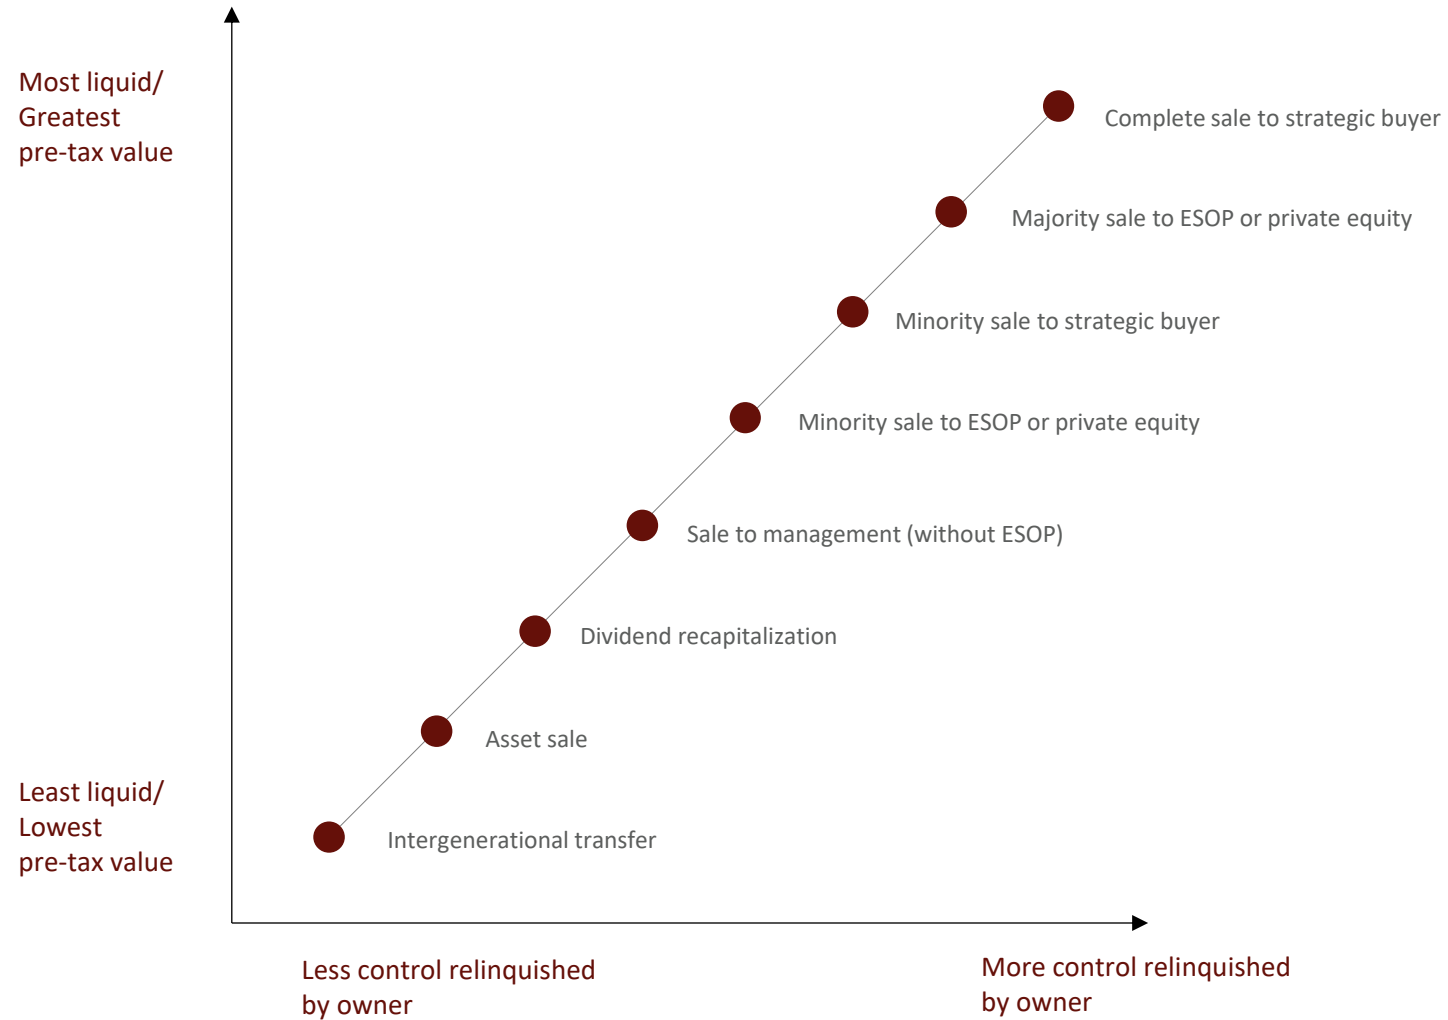 Most liquid/
Greatest
pre-tax value
Complete sale to strategic buyer
Majority sale to ESOP or private equity
Minority sale to strategic buyer
Minority sale to ESOP or private equity
Sale to management (without ESOP)
Dividend recapitalization
Asset sale
Least liquid/
Lowest
pre-tax value
Intergenerational transfer
Less control relinquished
by owner
More control relinquished
by owner